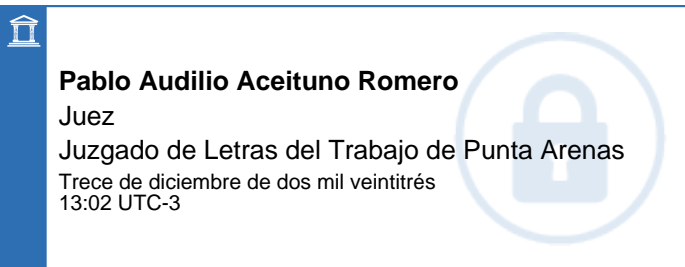 Pablo Audilio Aceituno Romero
Juez
Juzgado de Letras del Trabajo de Punta Arenas
Trece de diciembre de dos mil veintitrés
13:02 UTC-3